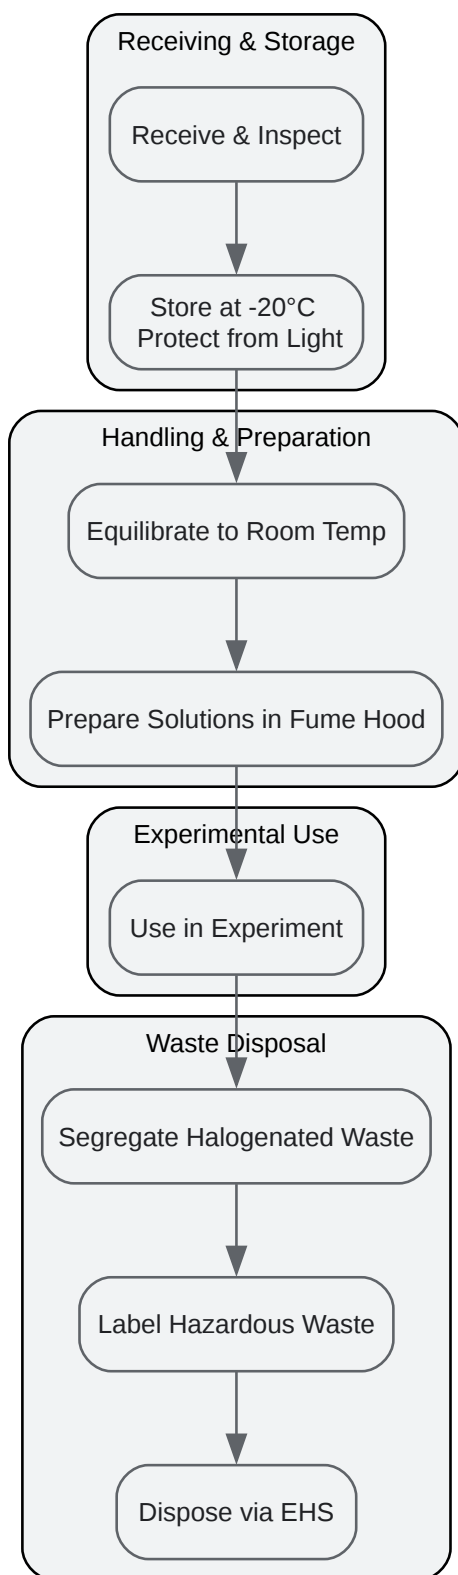 Receiving & Storage
Receive & Inspect
Store at -20°C
Protect from Light
Handling & Preparation
Equilibrate to Room Temp
Prepare Solutions in Fume Hood
Experimental Use
Use in Experiment
Waste Disposal
Segregate Halogenated Waste
Label Hazardous Waste
Dispose via EHS